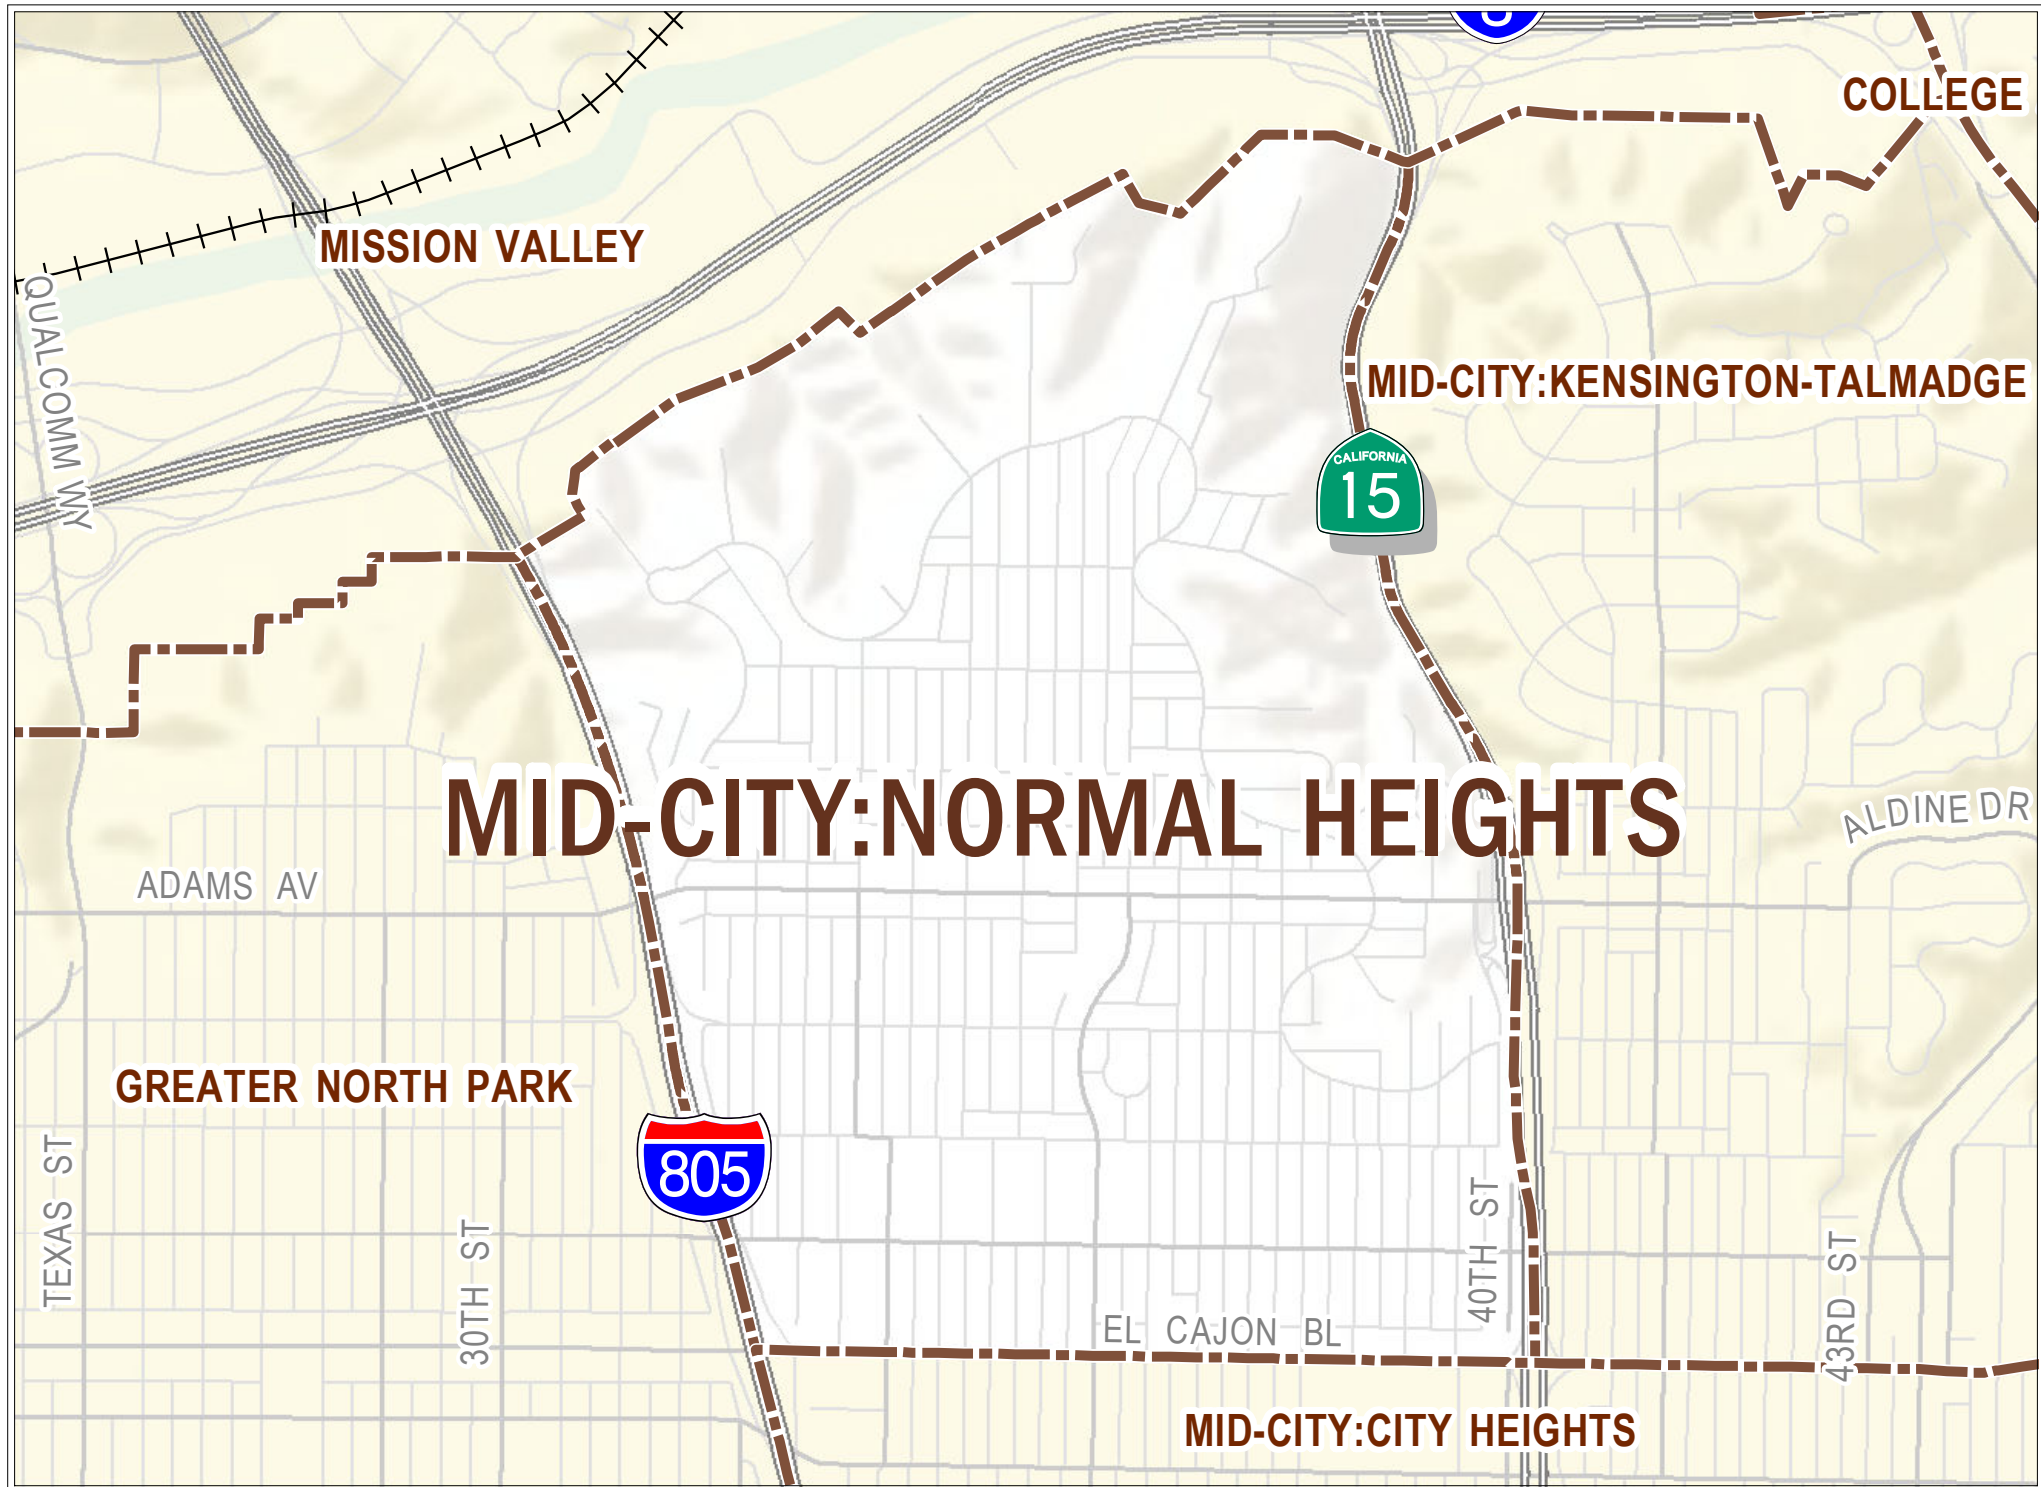 8
COLLEGE
MISSION VALLEY
QUALCOMM WY
MID-CITY:KENSINGTON-TALMADGE
CALIFORNIA
15
MID-CITY:NORMAL HEIGHTS
ALDINE DR
ADAMS AV
GREATER NORTH PARK
805
TEXAS ST
30TH ST
40TH ST
43RD ST
EL CAJON BL
MID-CITY:CITY HEIGHTS